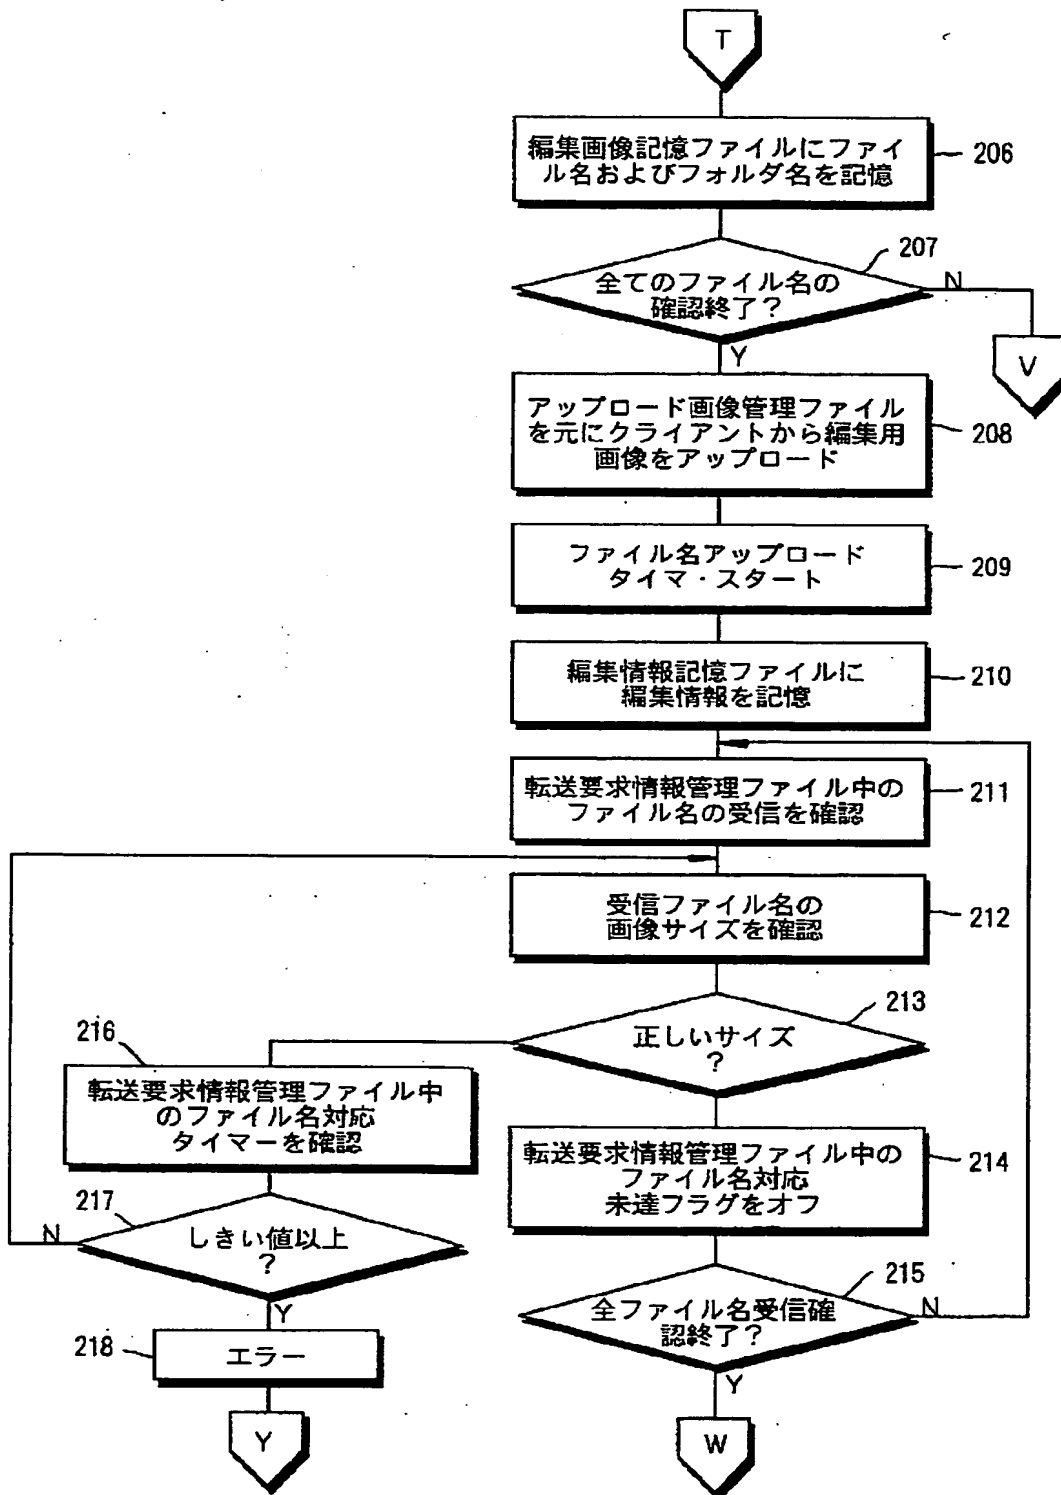 T
編集画像記憶ファイルにファイ
ル名およびフォルダ名を記憶
206
207
全てのファイル名の
確認終了?
N
Y
V
アップロード画像管理ファイル
を元にクライアントから編集用
画像をアップロード
208
ファイル名アップロード
タイマ・スタート
209
編集情報記憶ファイルに
編集情報を記憶
210
転送要求情報管理ファイル中の
ファイル名の受信を確認
211
受信ファイル名の
画像サイズを確認
212
213
正しいサイズ
?
216
転送要求情報管理ファイル中
のファイル名対応
タイマーを確認
転送要求情報管理ファイル中の
ファイル名対応
未達フラグをオフ
214
217
しきい値以上
?
N
Y
215
全ファイル名受信確
認終了?
N
Y
218
エラー
Y
W